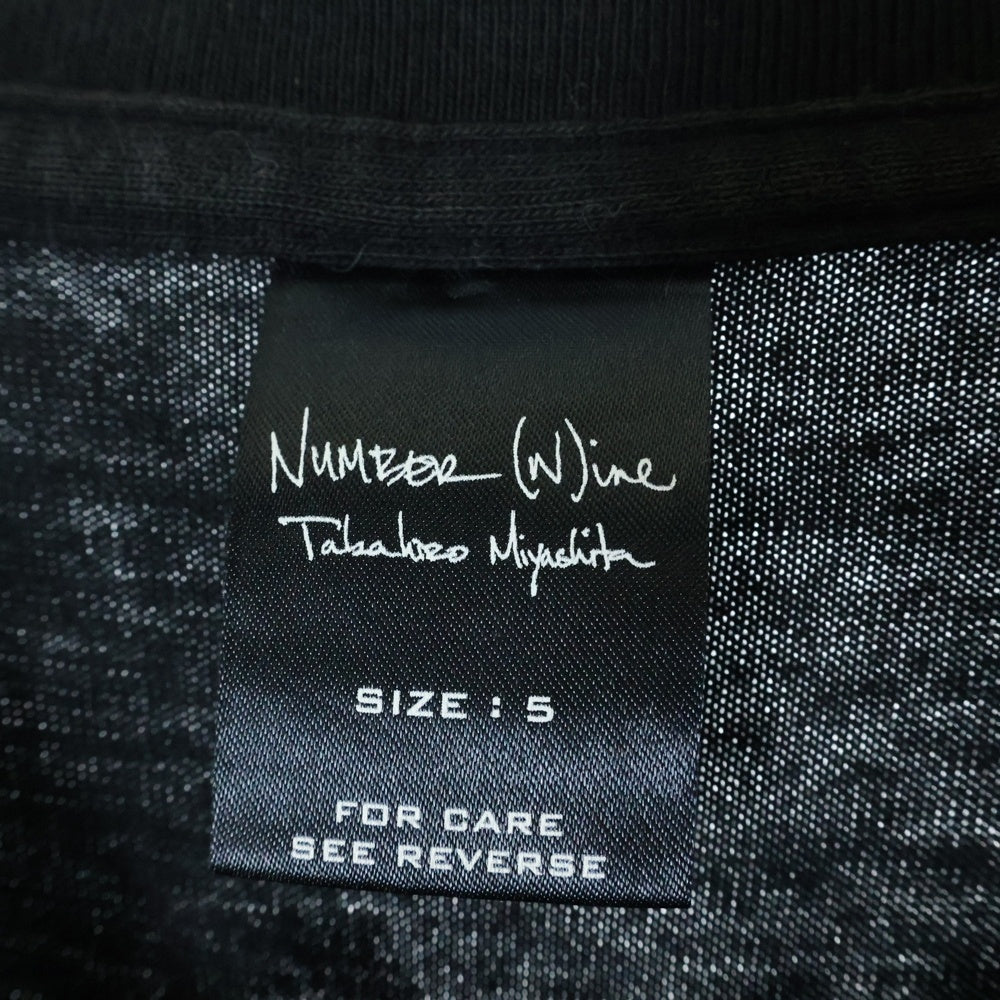 NUMBER (N)ine
Takahiro Miyashita
SIZE : 5
FOR CARE
SEE REVERSE